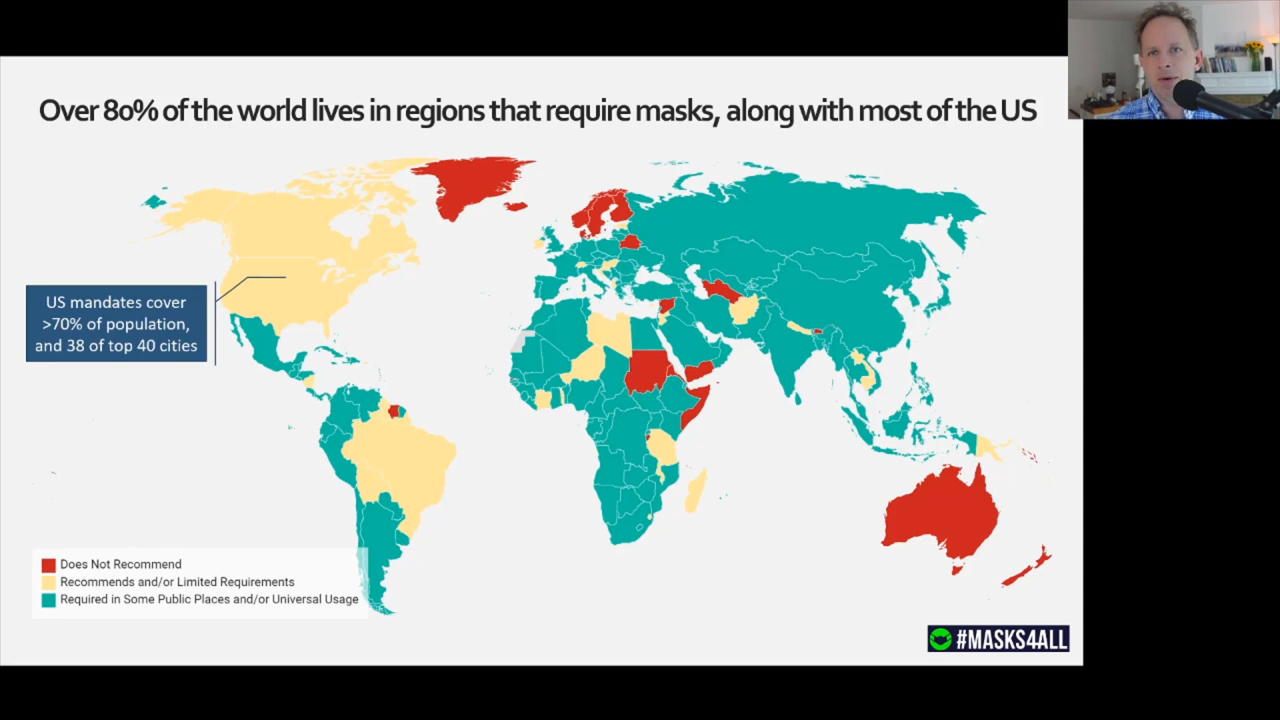 Over 80% of the world lives in regions that require masks, along with most of the US
US mandates cover
>70% of population,
and 38 of top 40 cities
Does Not Recommend
Recommends and/or Limited Requirements
Required in Some Public Places and/or Universal Usage
#MASKS4ALL